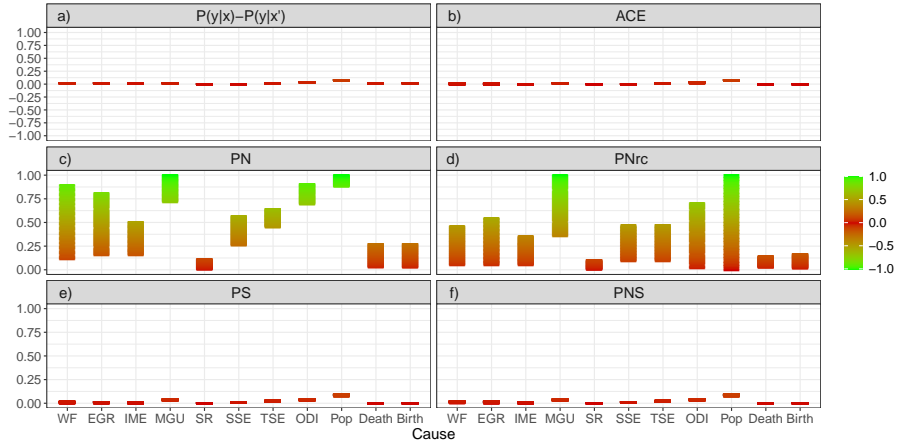 a) P(y|x)−P(y|x')
b) ACE
1.00
0.75
0.50
0.25
0.00
−0.25
−0.50
−0.75
−1.00
c) PN
d) PNrc
1.00
0.75
0.50
0.25
0.00
1.0
0.5
0.0
−0.5
−1.0
e) PS
f) PNS
1.00
0.75
0.50
0.25
0.00
WF EGR IME MGU SR SSE TSE ODI Pop Death Birth
WF EGR IME MGU SR SSE TSE ODI Pop Death Birth
Cause